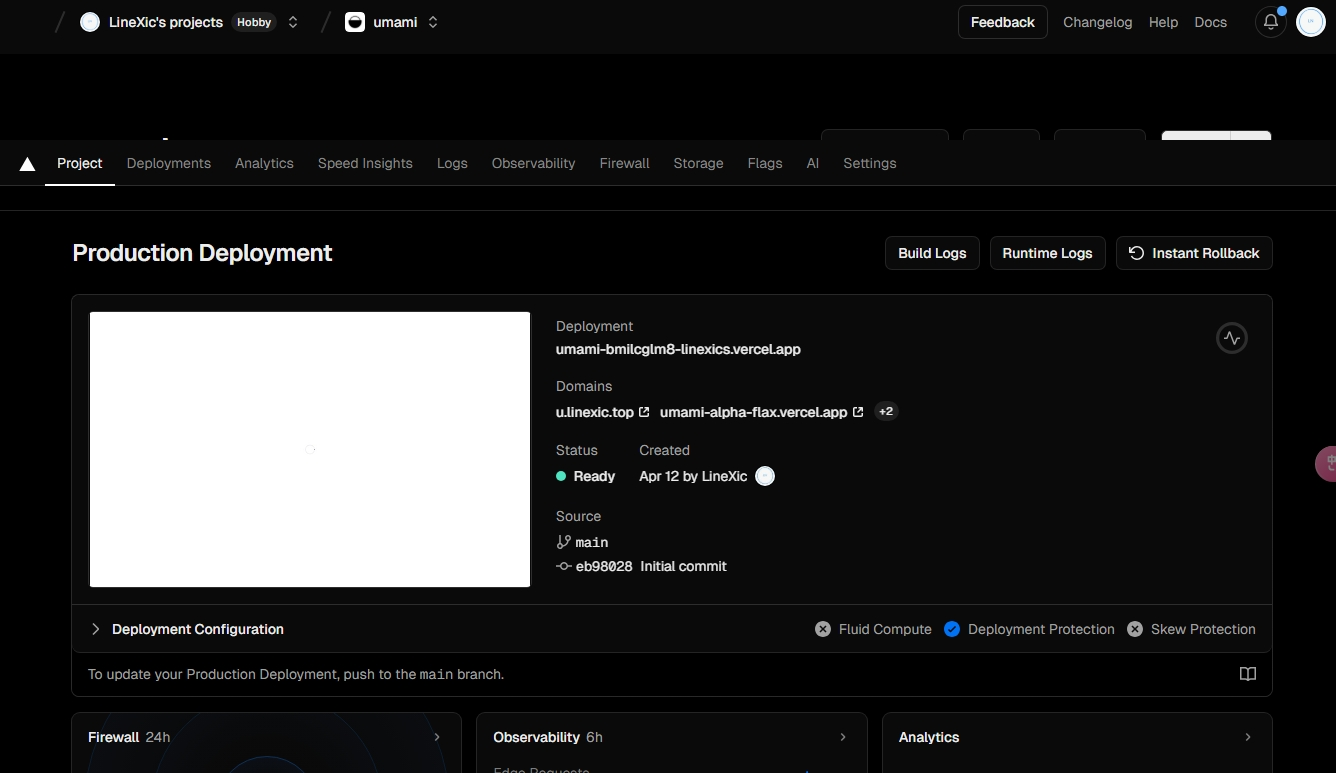 LineXic's projects Hobby umami Feedback Changelog Help Docs
Project Deployments Analytics Speed Insights Logs Observability Firewall Storage Flags AI Settings
Production Deployment Build Logs Runtime Logs Instant Rollback
Deployment
umami-bmilcglm8-linexics.vercel.app
Domains
u.linexic.top umami-alpha-flax.vercel.app +2
Status Created
Ready Apr 12 by LineXic
Source
main
eb98028 Initial commit
Deployment Configuration Fluid Compute Deployment Protection Skew Protection
To update your Production Deployment, push to the main branch.
Firewall 24h Observability 6h Analytics
Edge Requests